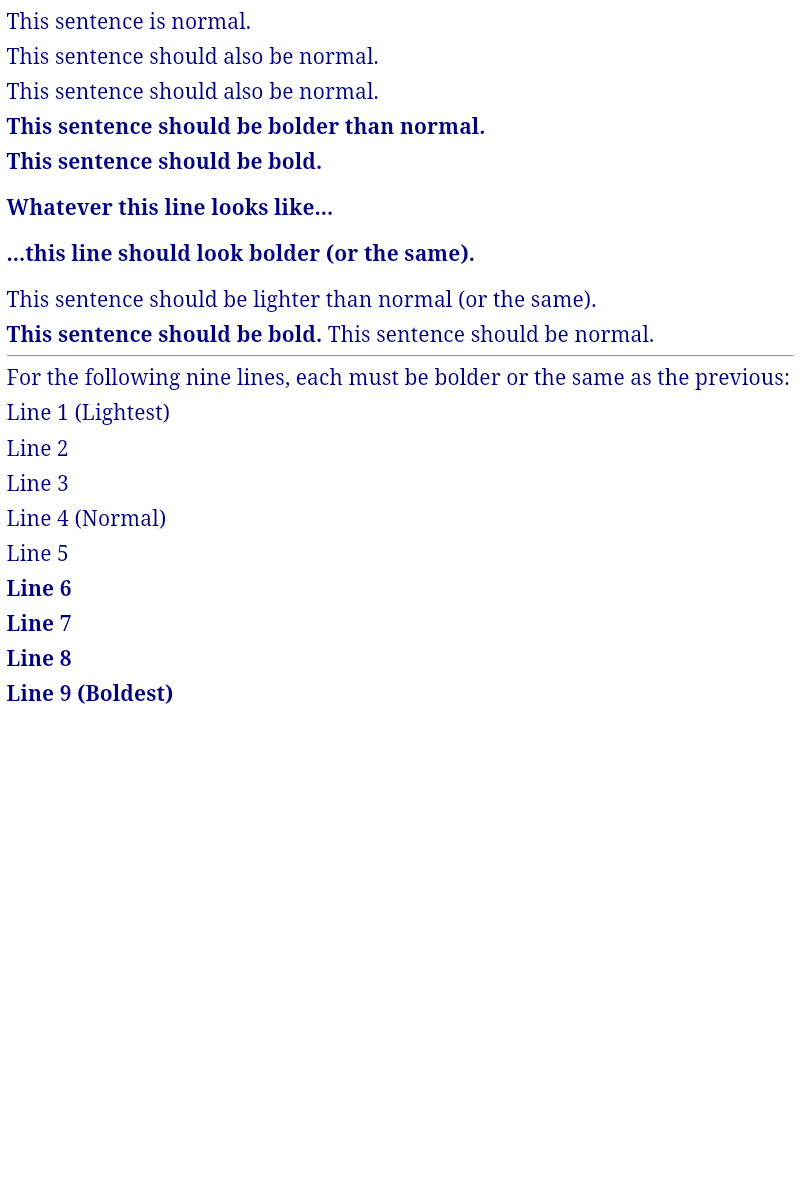 This sentence is normal.
This sentence should also be normal.
This sentence should also be normal.
This sentence should be bolder than normal.
This sentence should be bold.
Whatever this line looks like...
...this line should look bolder (or the same).
This sentence should be lighter than normal (or the same).
This sentence should be bold. This sentence should be normal.
For the following nine lines, each must be bolder or the same as the previous:
Line 1 (Lightest)
Line 2
Line 3
Line 4 (Normal)
Line 5
Line 6
Line 7
Line 8
Line 9 (Boldest)